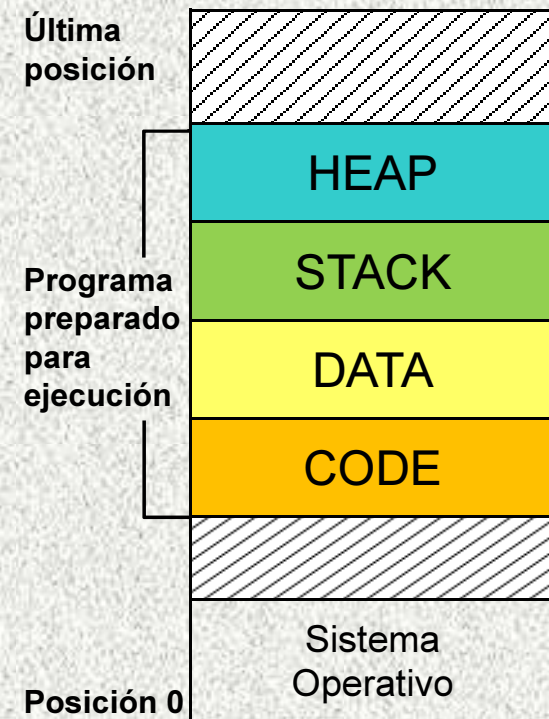 Última
posición
HEAP
STACK
Programa
preparado
para
ejecución
DATA
CODE
Sistema
Operativo
Posición 0